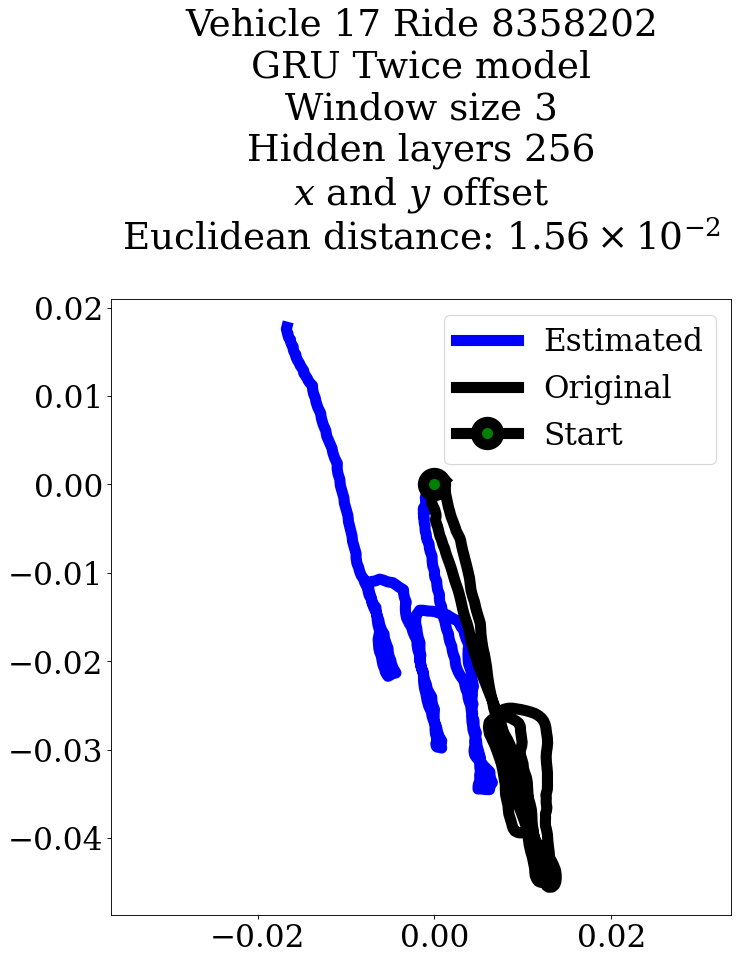 Vehicle 17 Ride 8358202
GRU Twice model
Window size 3
Hidden layers 256
x and y offset
Euclidean distance: 1.56 × 10⁻²
0.02
0.01
0.00
−0.01
−0.02
−0.03
−0.04
Estimated
Original
Start
−0.02 0.00 0.02